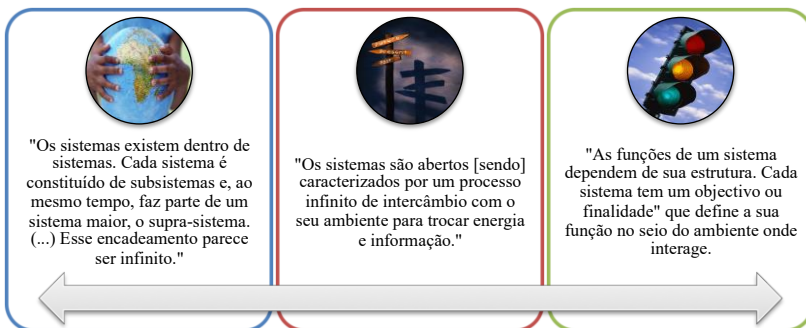 "Os sistemas existem dentro de
sistemas. Cada sistema é
constituído de subsistemas e, ao
mesmo tempo, faz parte de um
sistema maior, o supra-sistema.
(...) Esse encadeamento parece
ser infinito."
"Os sistemas são abertos [sendo]
caracterizados por um processo
infinito de intercâmbio com o
seu ambiente para trocar energia
e informação."
"As funções de um sistema
dependem de sua estrutura. Cada
sistema tem um objectivo ou
finalidade" que define a sua
função no seio do ambiente onde
interage.